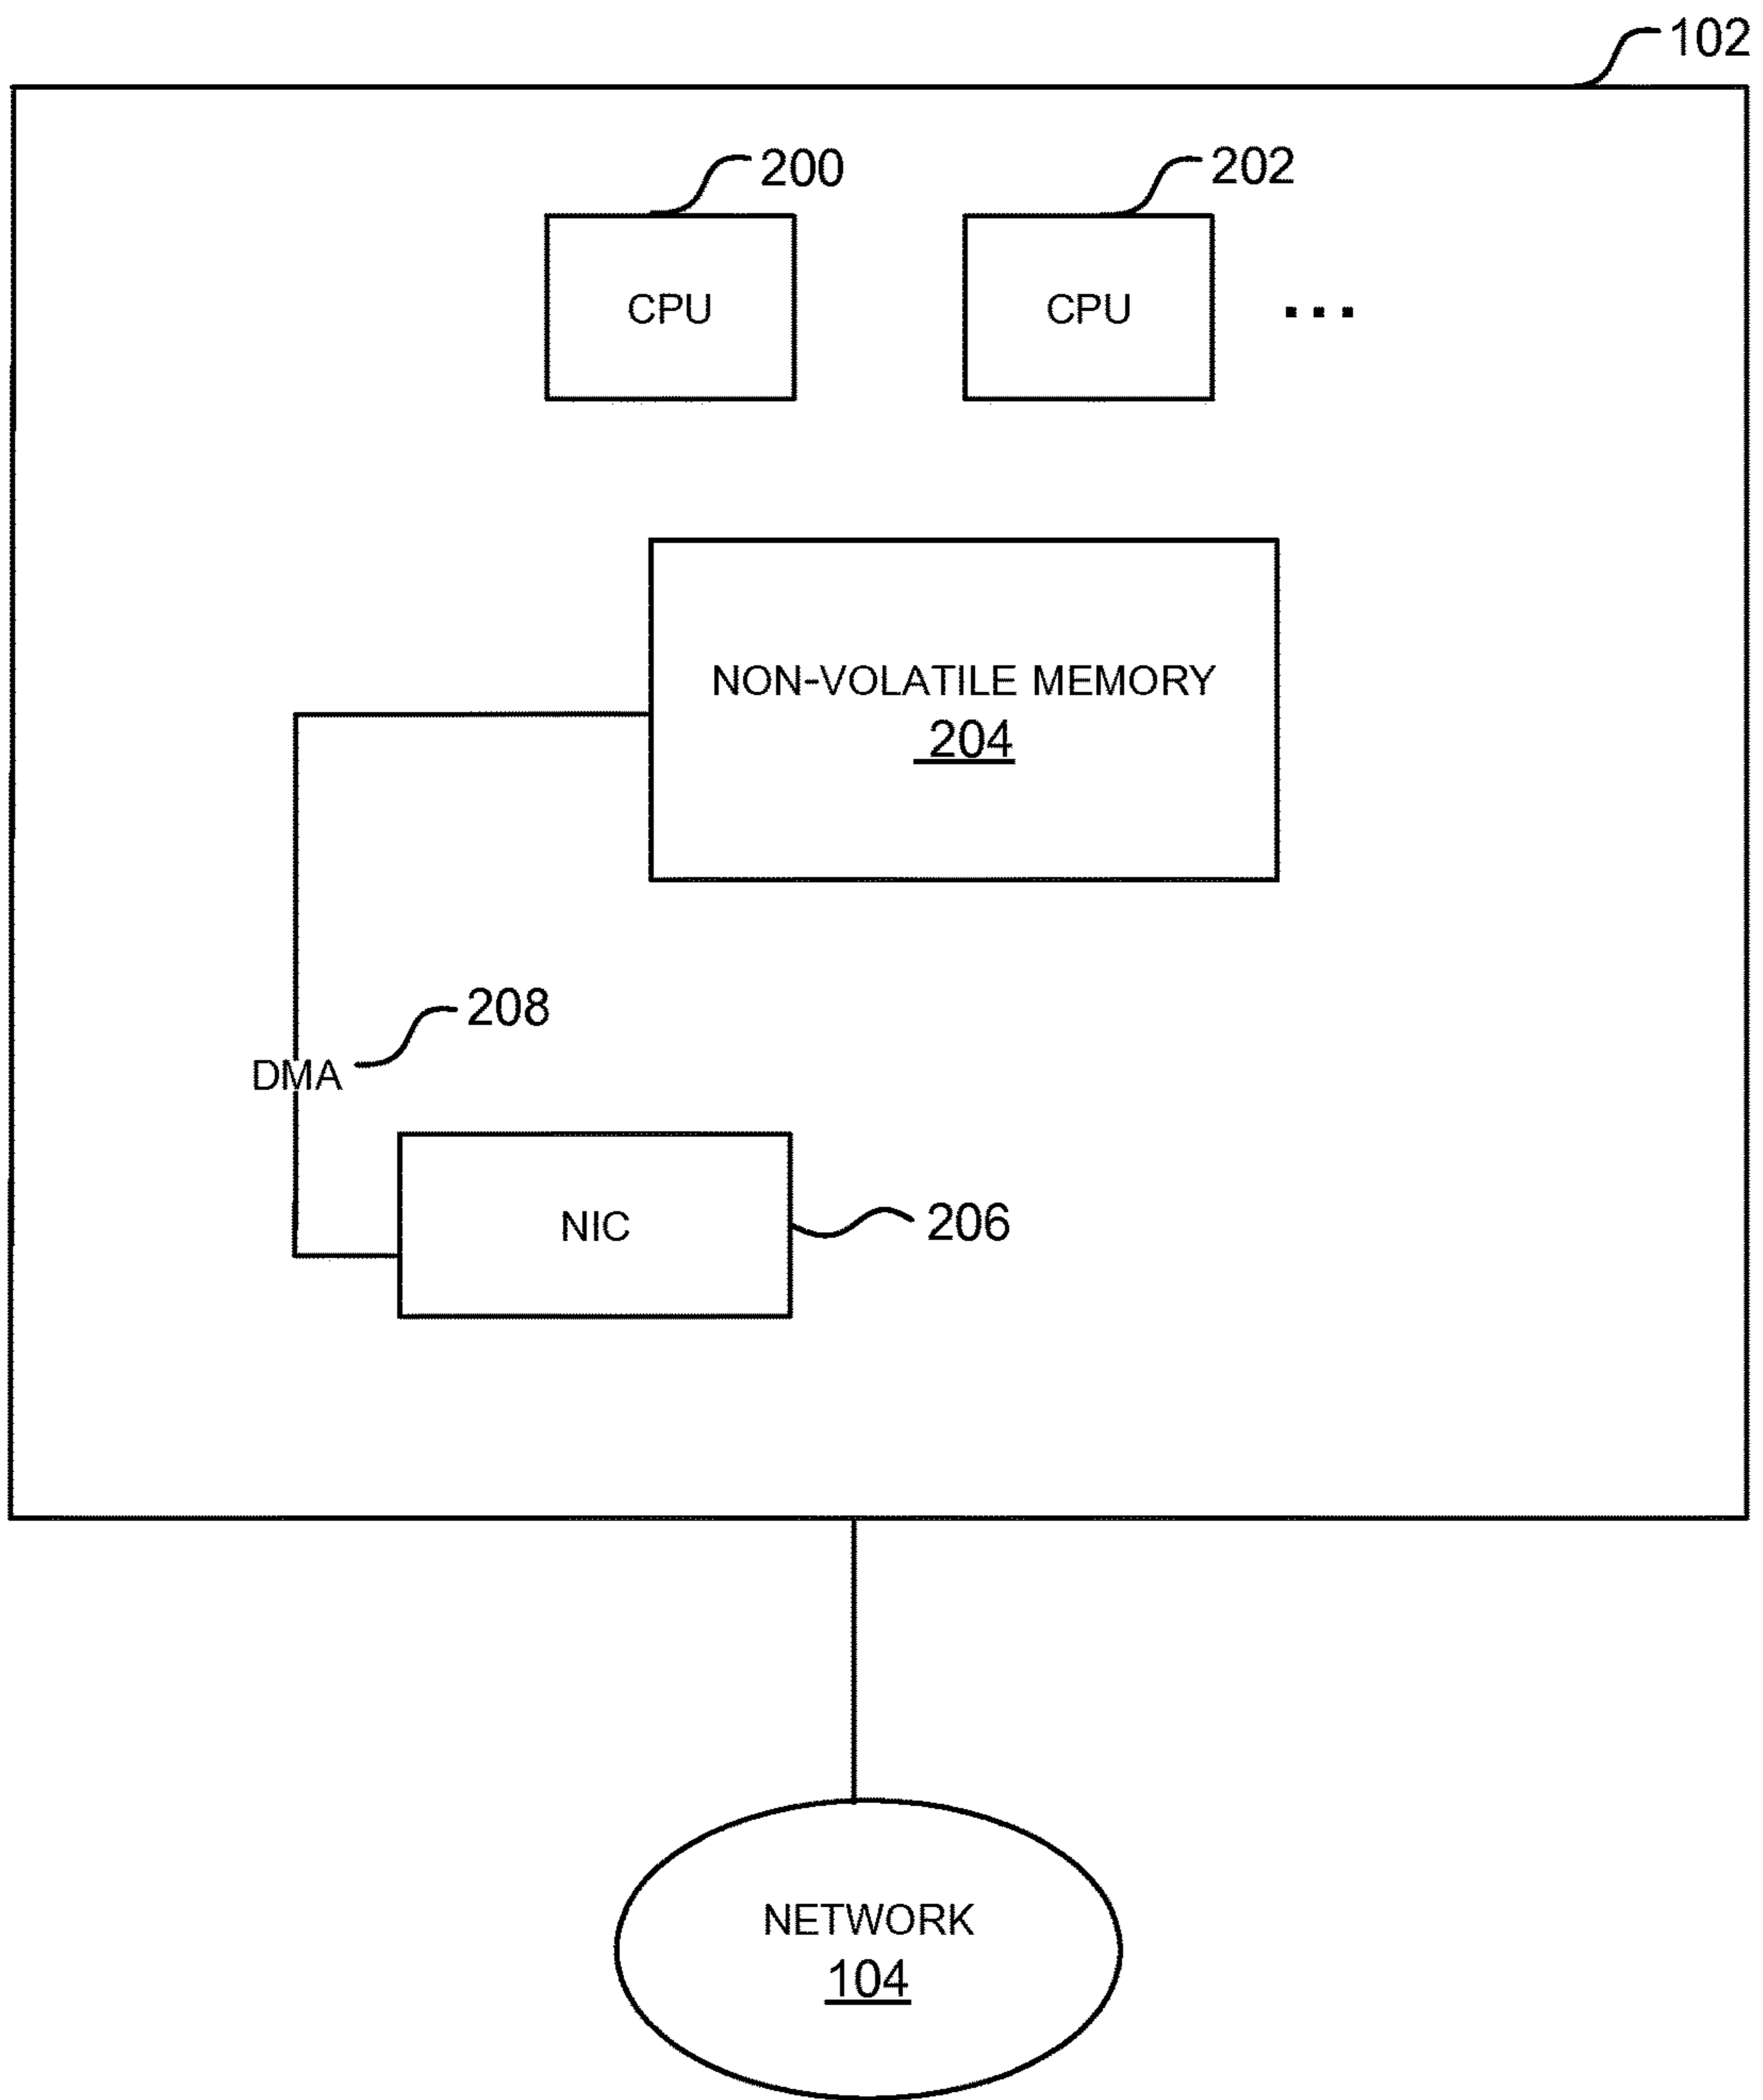 102
200
202
CPU
CPU
...
NON-VOLATILE MEMORY
204
208
DMA
NIC
206
NETWORK
104